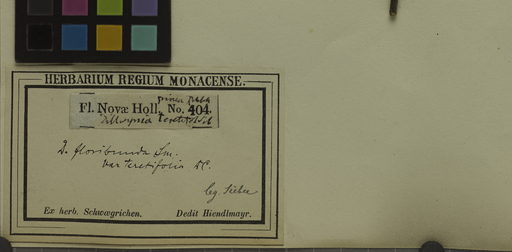 HERBARIUM REGIUM MONACENSE.
Fl. Novæ Holl. No. 404.
Dillwynia teretifol
D. floribunda Sm.
var teretifolia DC.
leg. Sieber
Ex herb. Schwægrichen. Dedit Hiendlmayr.